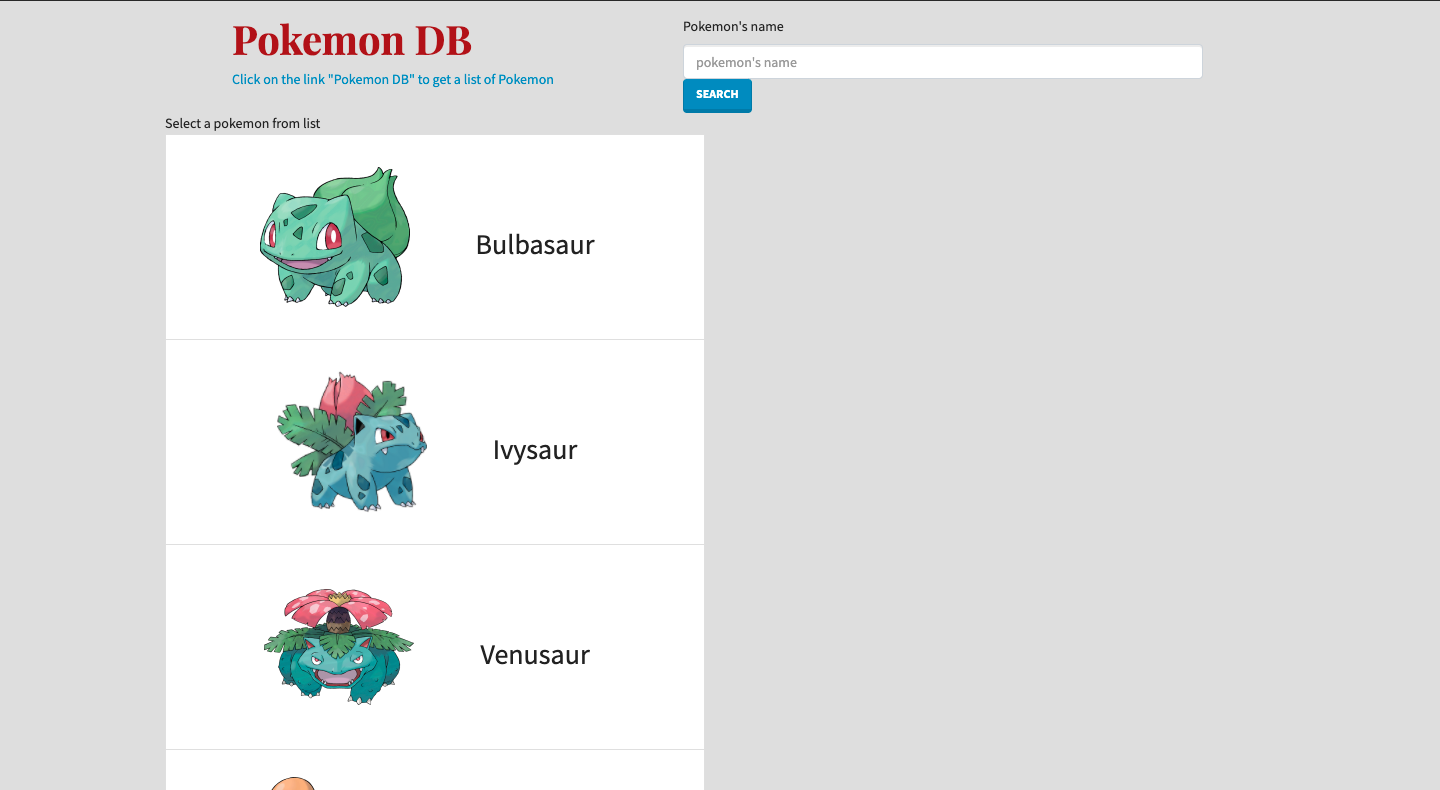 Pokemon DB
Click on the link "Pokemon DB" to get a list of Pokemon
Pokemon's name
pokemon's name
SEARCH
Select a pokemon from list
Bulbasaur
Ivysaur
Venusaur